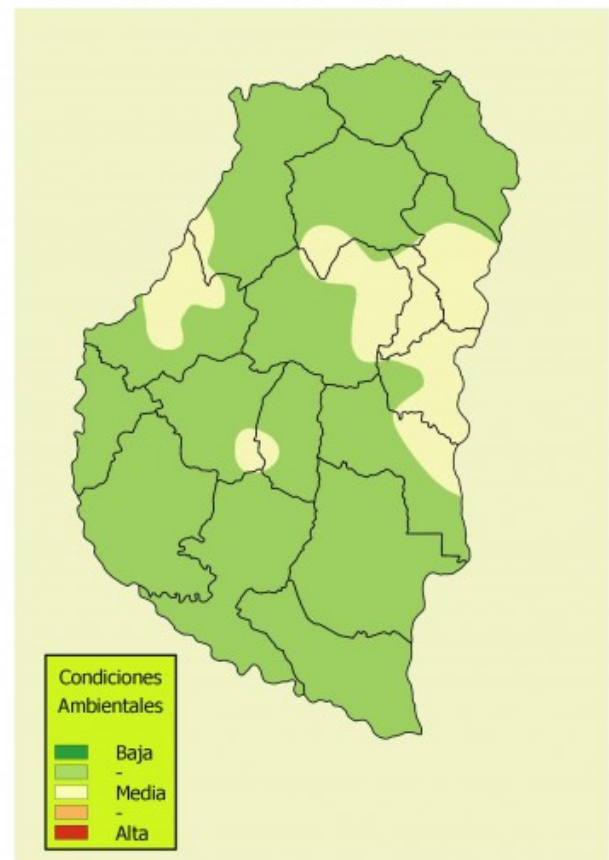 Condiciones
Ambientales
Baja
-
Media
-
Alta